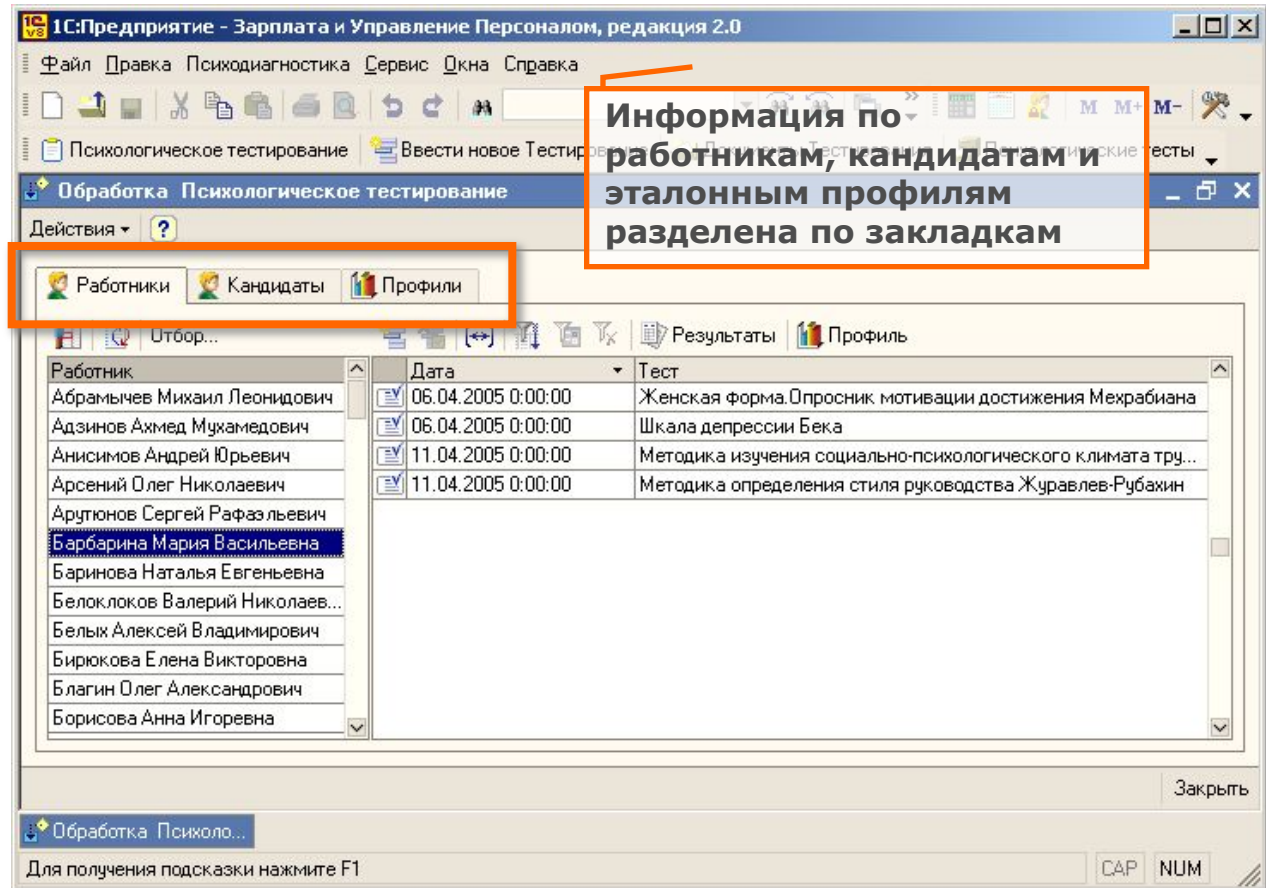 1С:Предприятие - Зарплата и Управление Персоналом, редакция 2.0
Файл Правка Психодиагностика Сервис Окна Справка
M M+ M-
Информация по
работникам, кандидатам и
эталонным профилям
разделена по закладкам
Психологическое тестирование Ввести новое Тестирование тесты
Обработка Психологическое тестирование
Действия ?
Работники Кандидаты Профили
Отбор... Результаты Профиль
Работник Дата Тест
Абрамычев Михаил Леонидович 06.04.2005 0:00:00 Женская форма.Опросник мотивации достижения Мехрабиана
Адзинов Ахмед Мухамедович 06.04.2005 0:00:00 Шкала депрессии Бека
Анисимов Андрей Юрьевич 11.04.2005 0:00:00 Методика изучения социально-психологического климата тру...
Арсений Олег Николаевич 11.04.2005 0:00:00 Методика определения стиля руководства Журавлев-Рубахин
Арутюнов Сергей Рафаэльевич
Барбарина Мария Васильевна
Баринова Наталья Евгеньевна
Белоклоков Валерий Николаев...
Белых Алексей Владимирович
Бирюкова Елена Викторовна
Благин Олег Александрович
Борисова Анна Игоревна
Закрыть
Обработка Психоло...
Для получения подсказки нажмите F1 CAP NUM